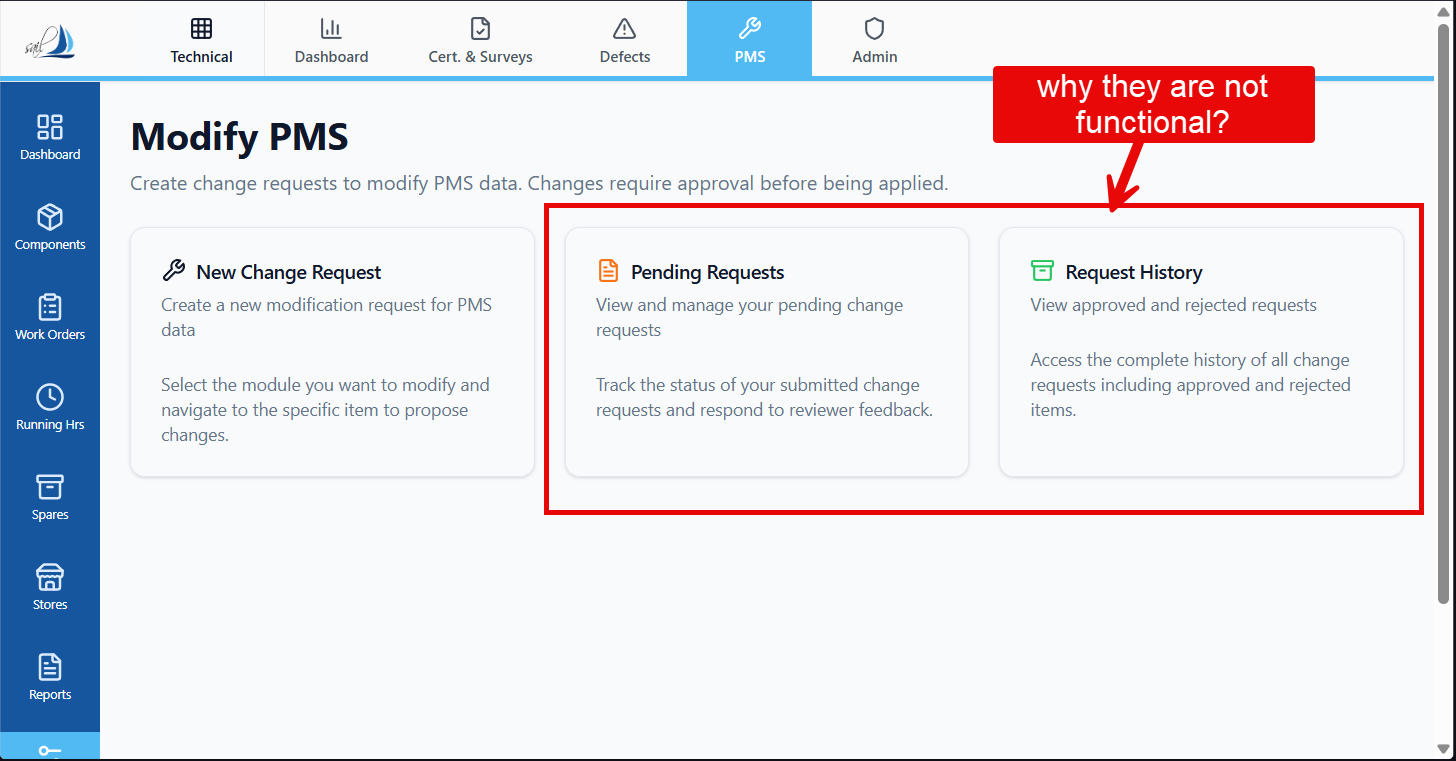 sail
Technical
Dashboard
Cert. & Surveys
Defects
PMS
Admin
why they are not
functional?
Dashboard
Components
Work Orders
Running Hrs
Spares
Stores
Reports
Modify PMS
Create change requests to modify PMS data. Changes require approval before being applied.
New Change Request
Create a new modification request for PMS
data
Select the module you want to modify and
navigate to the specific item to propose
changes.
Pending Requests
View and manage your pending change
requests
Track the status of your submitted change
requests and respond to reviewer feedback.
Request History
View approved and rejected requests
Access the complete history of all change
requests including approved and rejected
items.